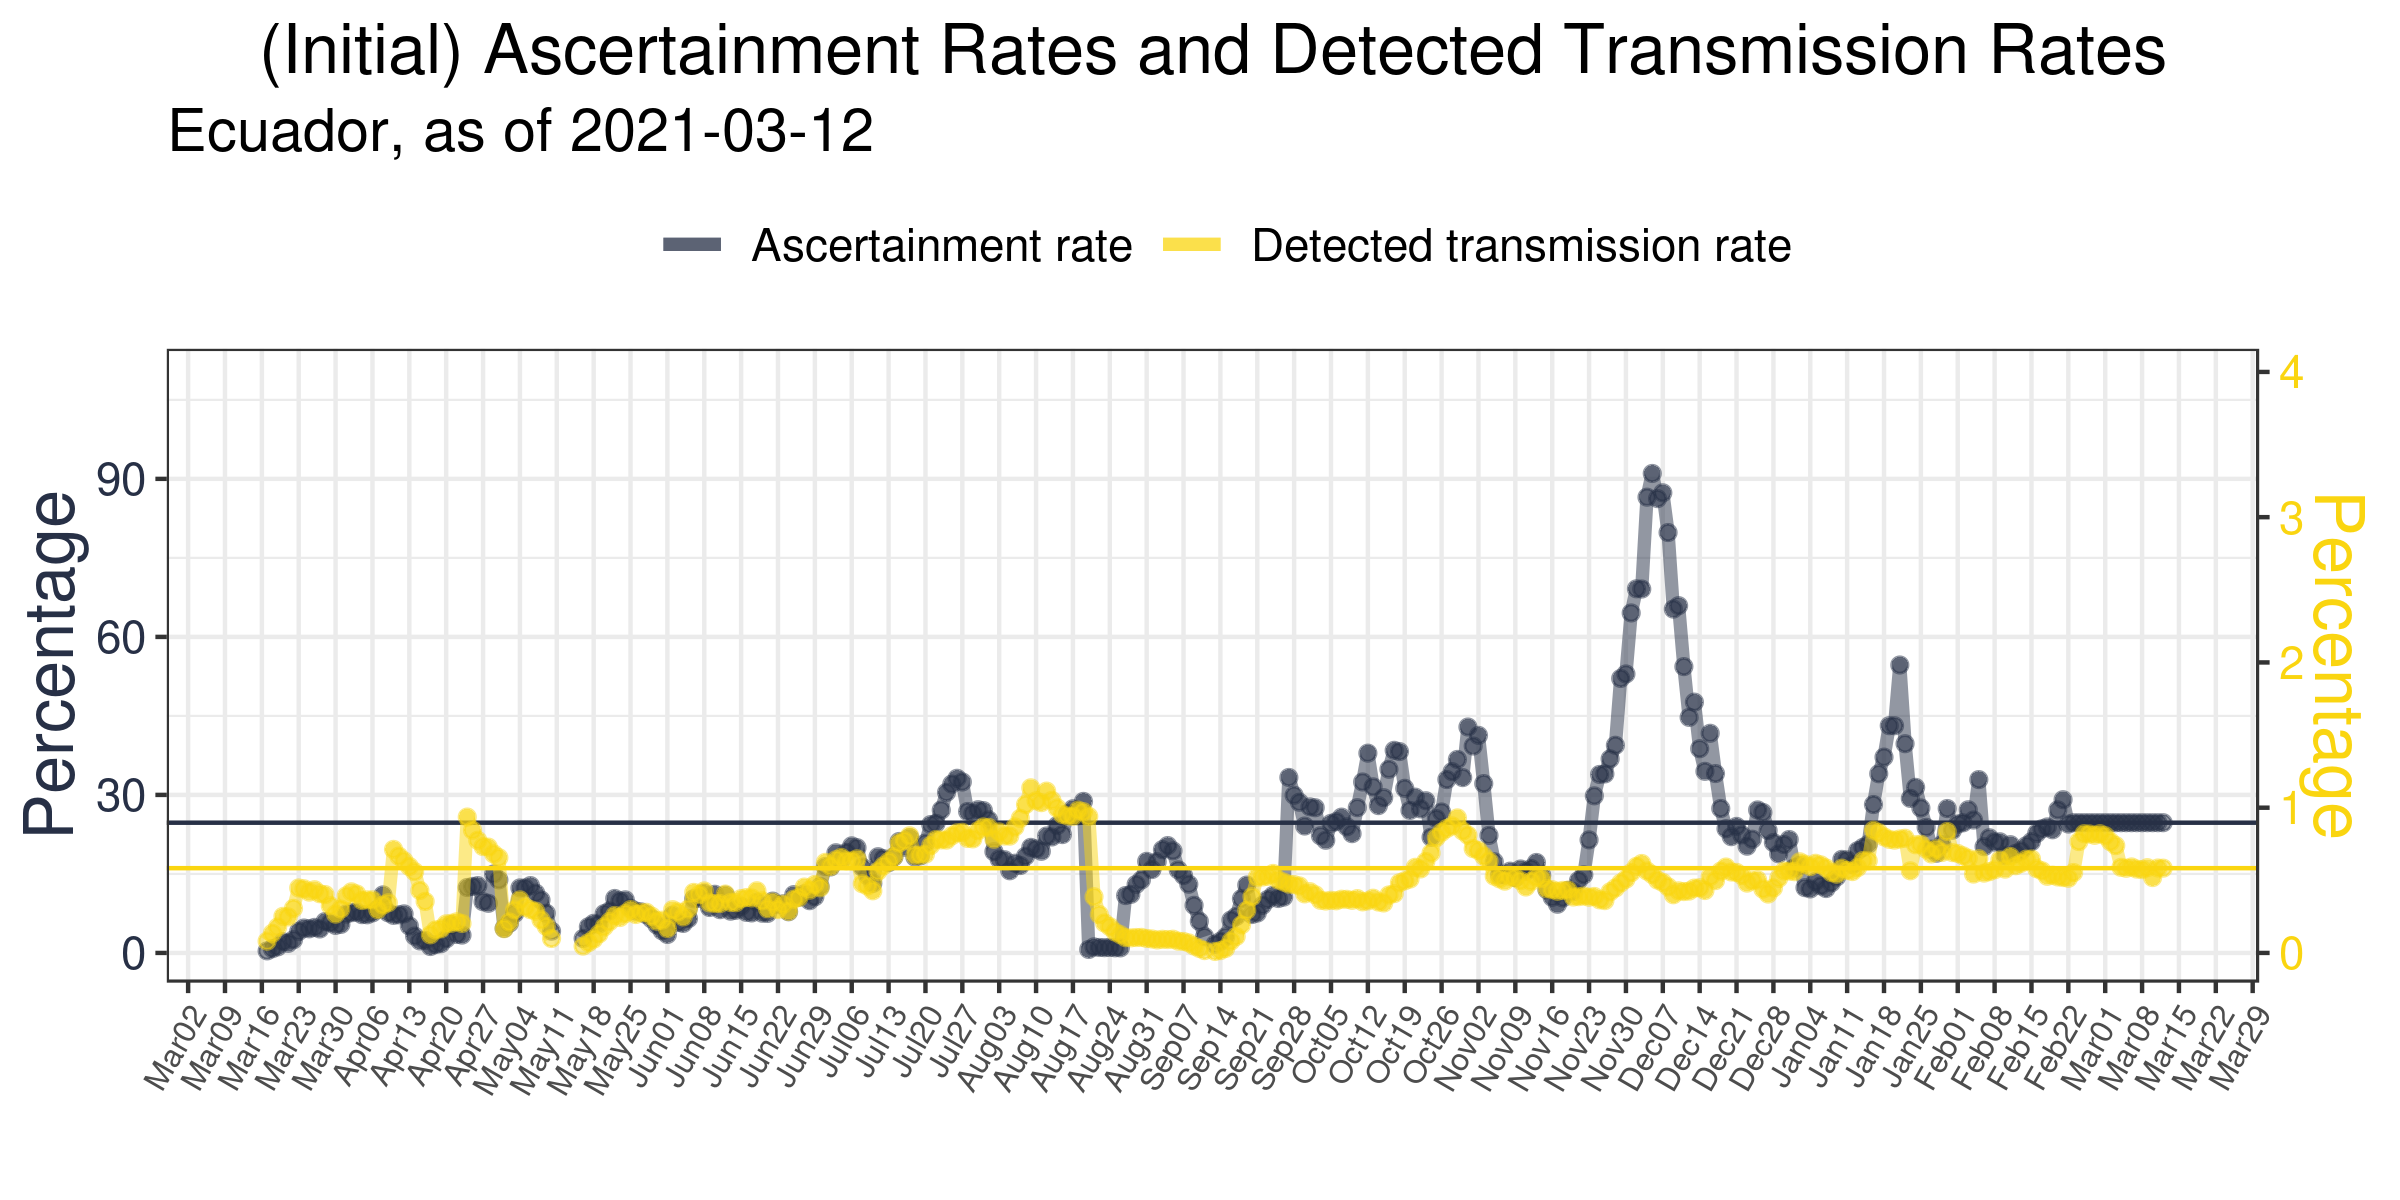 (Initial) Ascertainment Rates and Detected Transmission Rates
Ecuador, as of 2021-03-12
Ascertainment rate
Detected transmission rate
Percentage
90
60
30
0
4
3
2
1
0
Percentage
Mar02
Mar09
Mar16
Mar23
Mar30
Apr06
Apr13
Apr20
Apr27
May04
May11
May18
May25
Jun01
Jun08
Jun15
Jun22
Jun29
Jul06
Jul13
Jul20
Jul27
Aug03
Aug10
Aug17
Aug24
Aug31
Sep07
Sep14
Sep21
Sep28
Oct05
Oct12
Oct19
Oct26
Nov02
Nov09
Nov16
Nov23
Nov30
Dec07
Dec14
Dec21
Dec28
Jan04
Jan11
Jan18
Jan25
Feb01
Feb08
Feb15
Feb22
Mar01
Mar08
Mar15
Mar22
Mar29